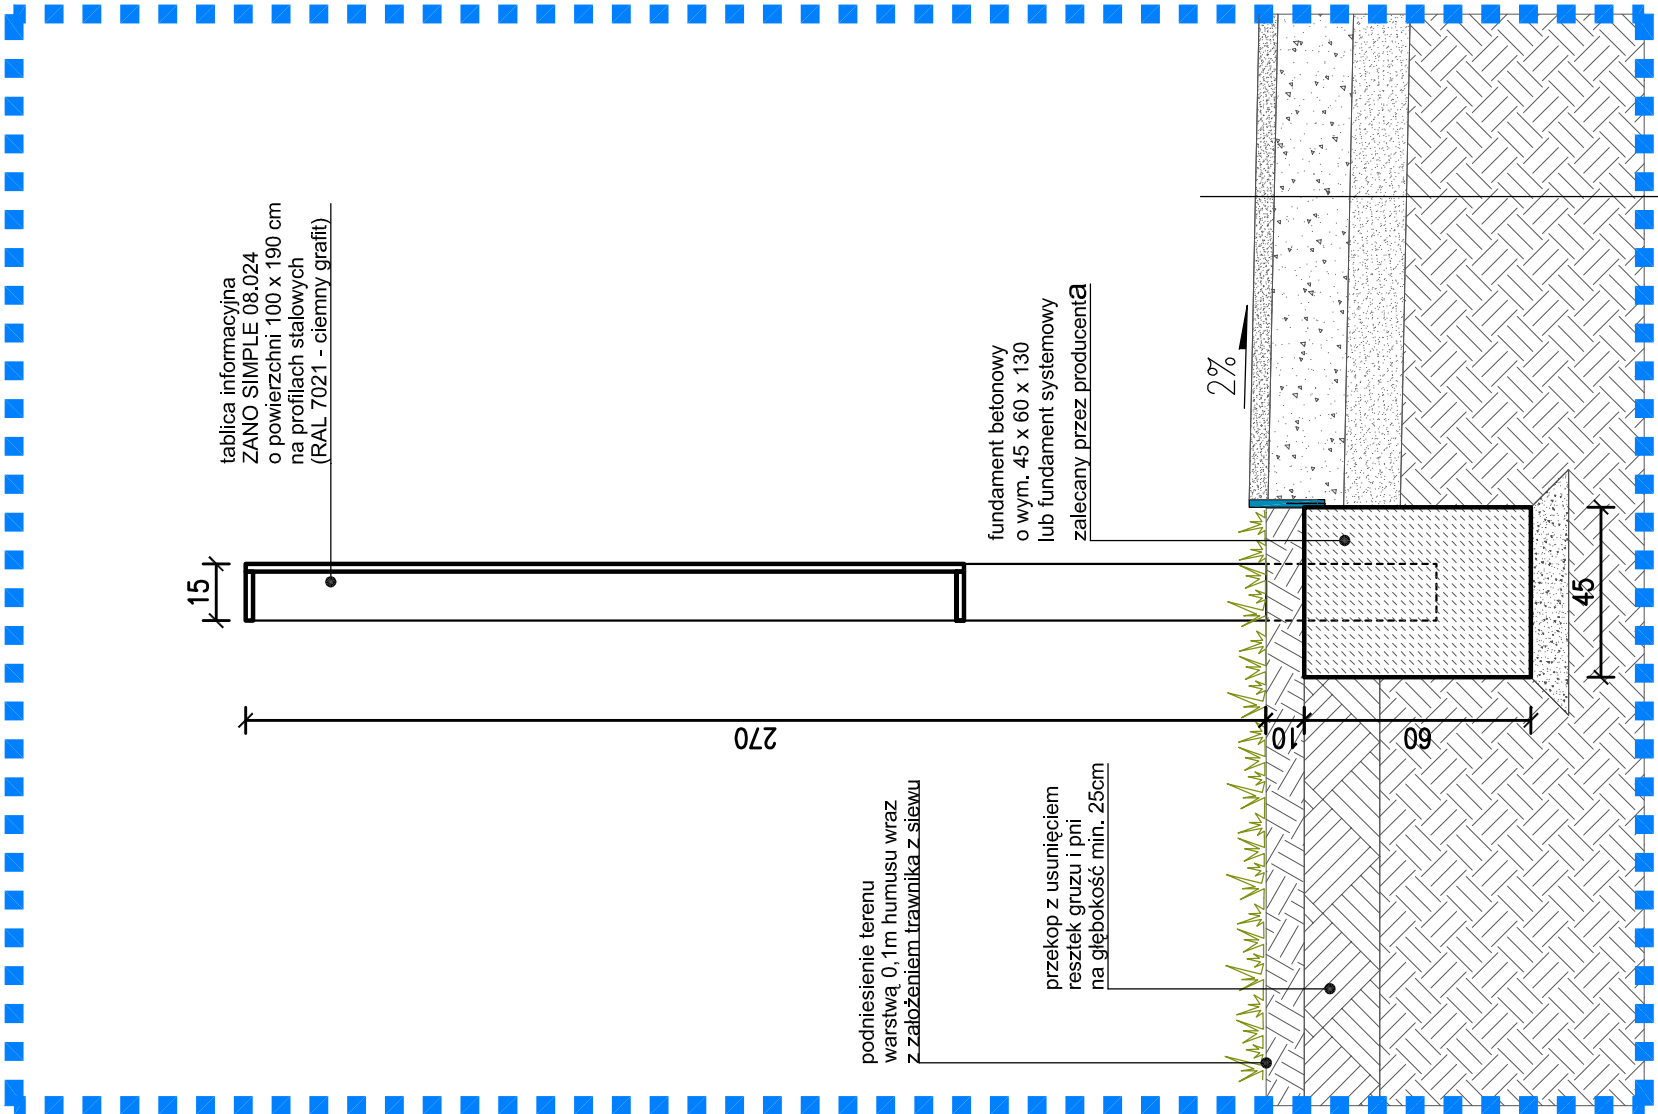 tablica informacyjna
ZANO SIMPLE 08.024
o powierzchni 100 x 190 cm
na profilach stalowych
(RAL 7021 - ciemny grafit)
15
270
10
60
45
2%
fundament betonowy
o wym. 45 x 60 x 130
lub fundament systemowy
zalecany przez producenta
podniesienie terenu
warstwą 0,1m humusu wraz
z założeniem trawnika z siewu
przekop z usunięciem
resztek gruzu i pni
na głębokość min. 25cm